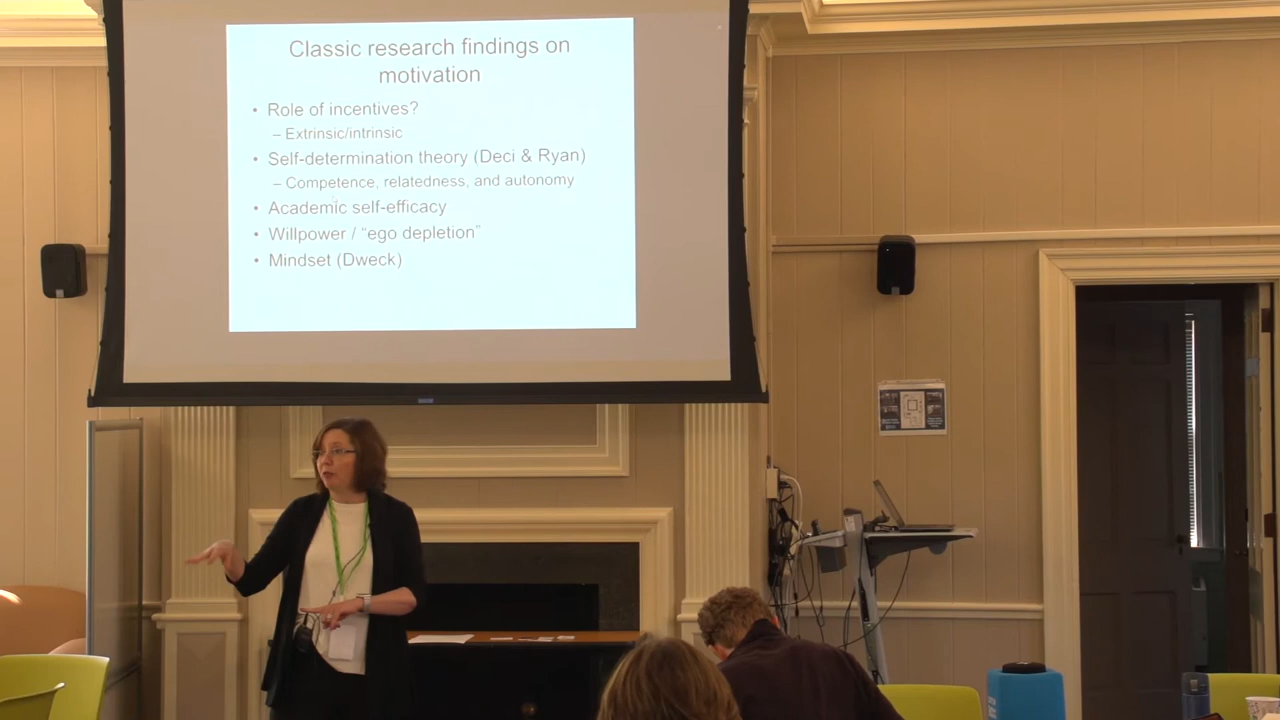 Classic research findings on
motivation
• Role of incentives?
– Extrinsic/intrinsic
• Self-determination theory (Deci & Ryan)
– Competence, relatedness, and autonomy
• Academic self-efficacy
• Willpower / “ego depletion”
• Mindset (Dweck)